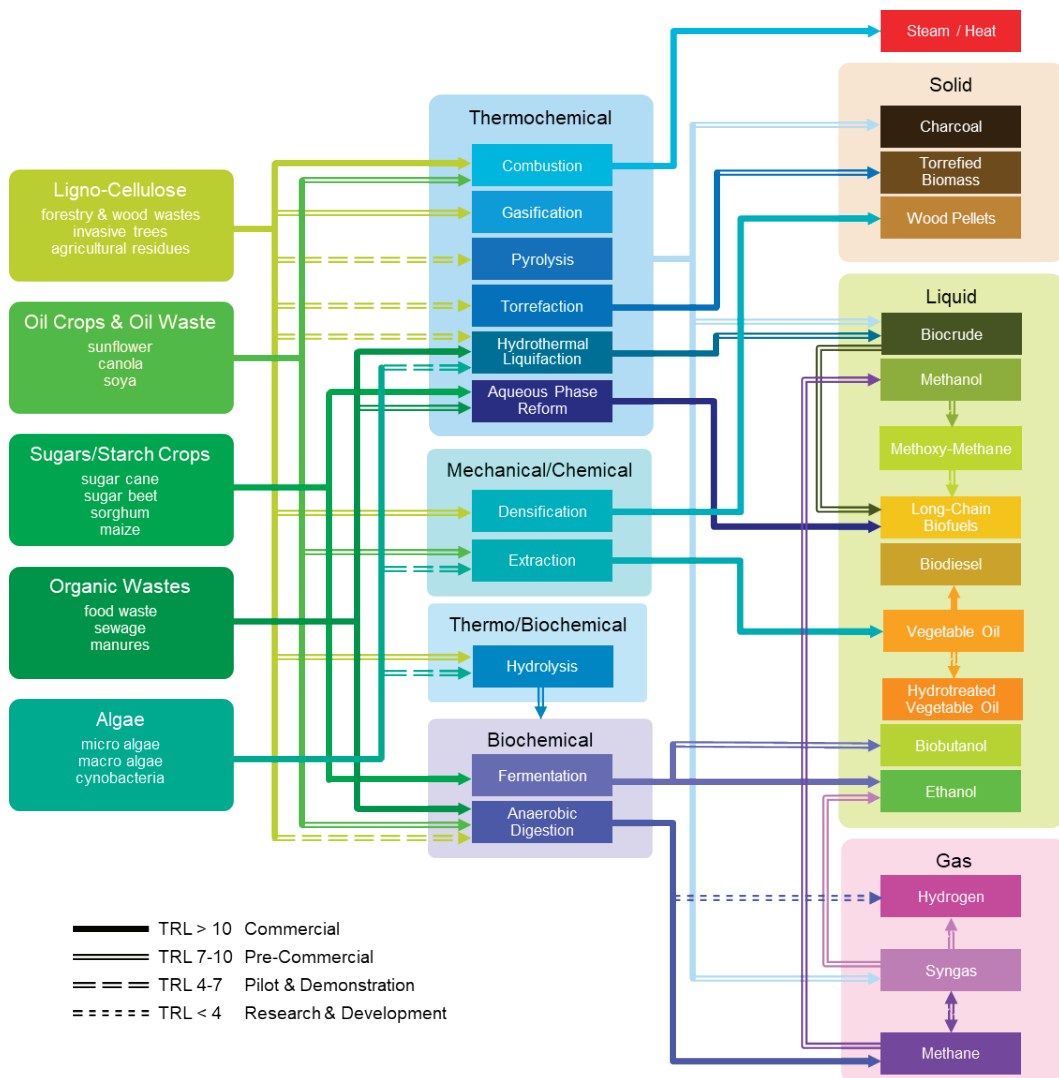 Steam / Heat
Solid
Charcoal
Torrefied
Biomass
Wood Pellets
Thermochemical
Combustion
Gasification
Pyrolysis
Torrefaction
Hydrothermal
Liquifaction
Aqueous Phase
Reform
Ligno-Cellulose
forestry & wood wastes
invasive trees
agricultural residues
Oil Crops & Oil Waste
sunflower
canola
soya
Sugars/Starch Crops
sugar cane
sugar beet
sorghum
maize
Organic Wastes
food waste
sewage
manures
Algae
micro algae
macro algae
cynobacteria
Mechanical/Chemical
Densification
Extraction
Thermo/Biochemical
Hydrolysis
Biochemical
Fermentation
Anaerobic
Digestion
Liquid
Biocrude
Methanol
Methoxy-Methane
Long-Chain
Biofuels
Biodiesel
Vegetable Oil
Hydrotreated
Vegetable Oil
Biobutanol
Ethanol
Gas
Hydrogen
Syngas
Methane
TRL > 10 Commercial
TRL 7-10 Pre-Commercial
TRL 4-7 Pilot & Demonstration
TRL < 4 Research & Development